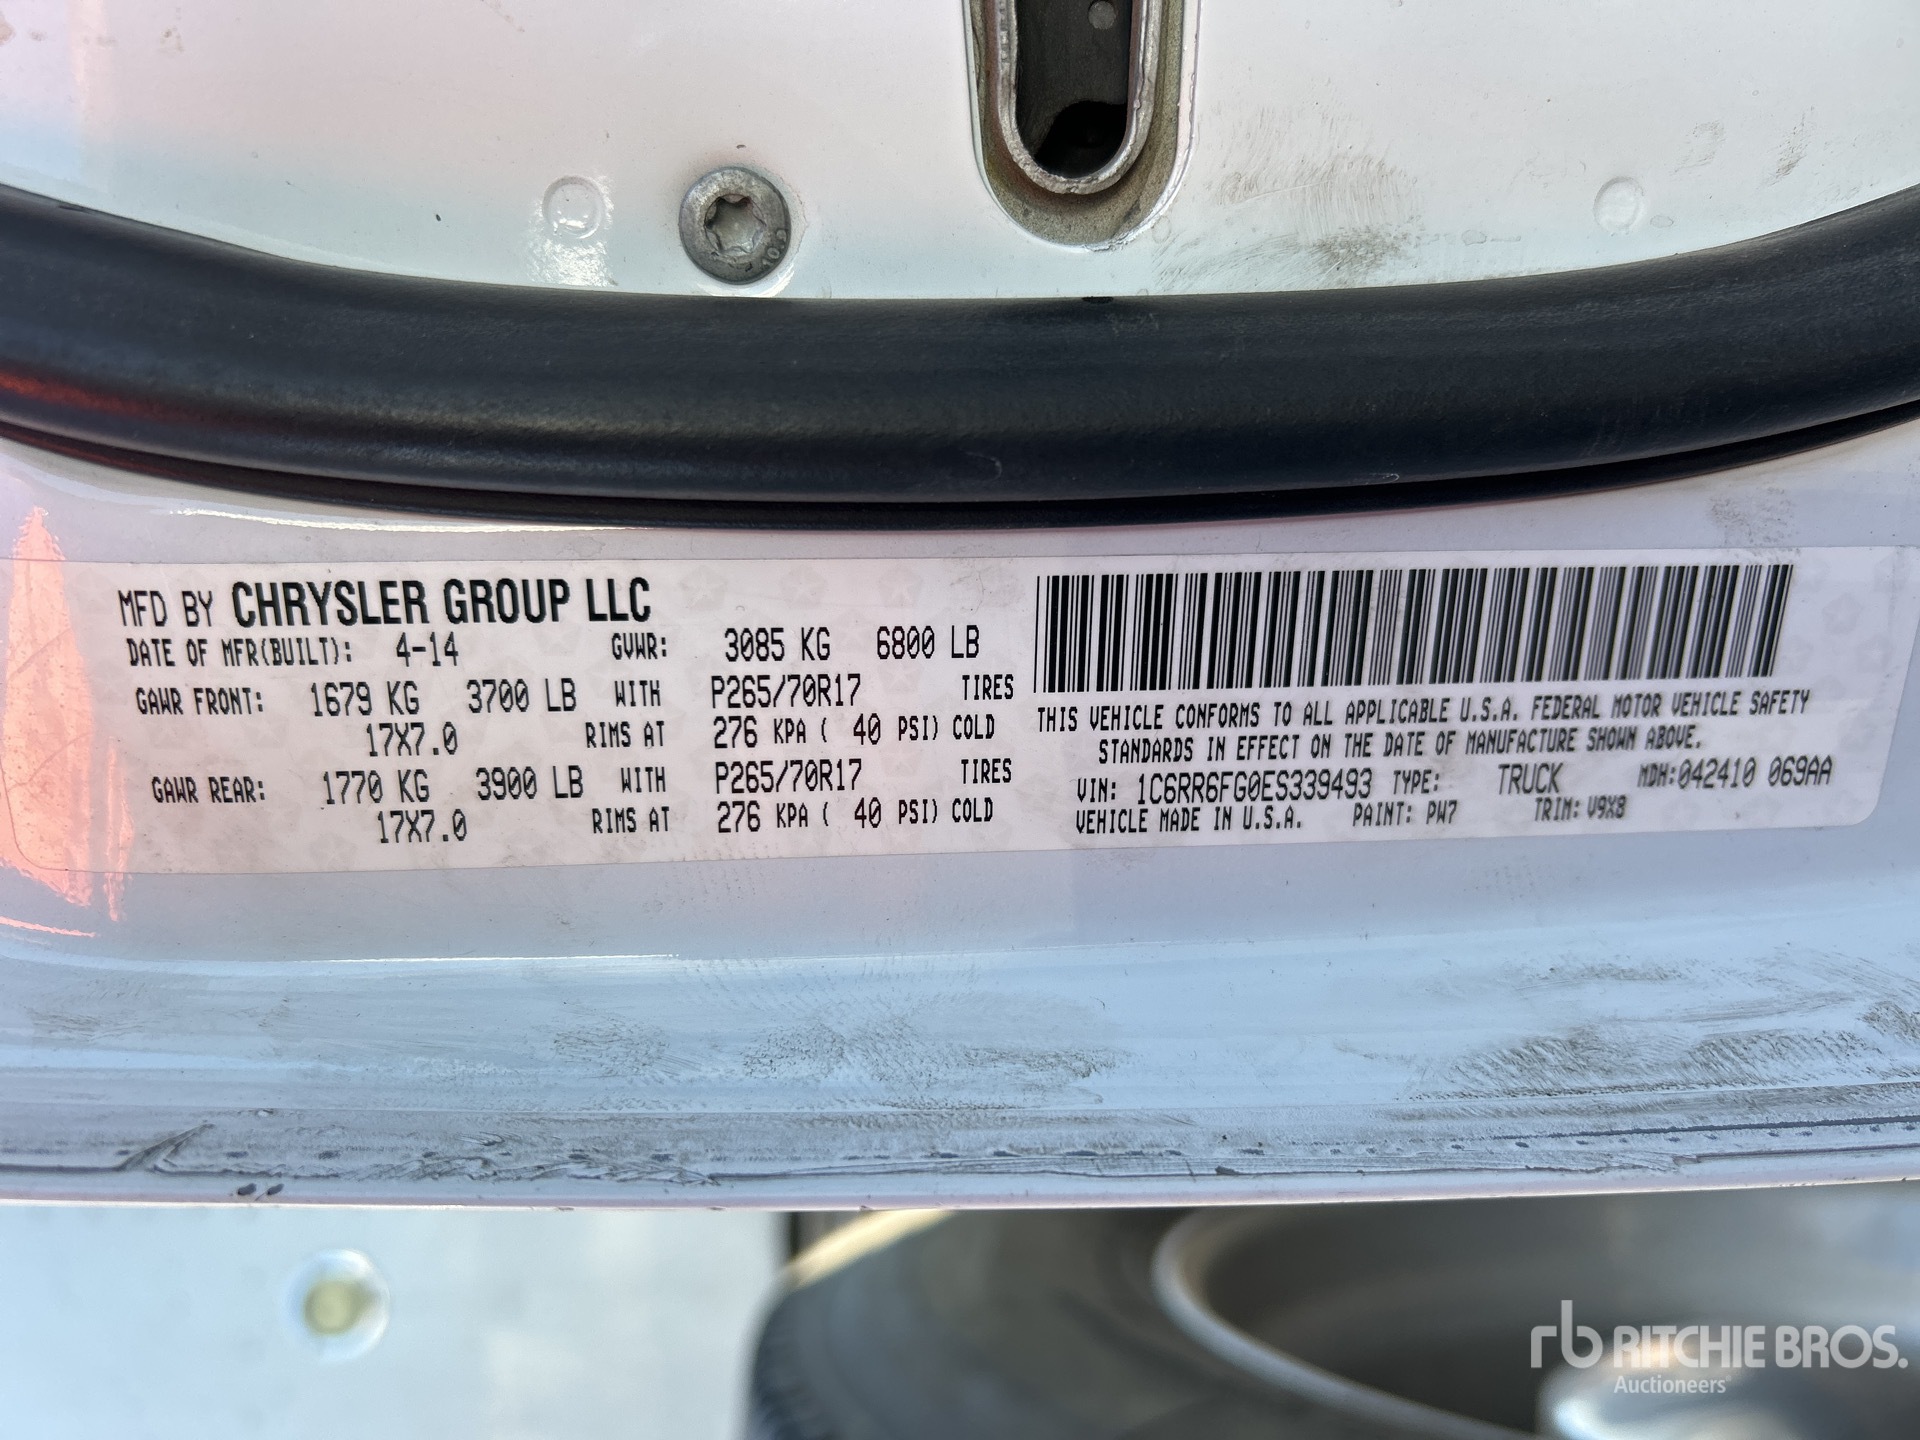 10.9
MFD BY CHRYSLER GROUP LLC
DATE OF MFR(BUILT): 4-14 GVWR: 3085 KG 6800 LB
GAWR FRONT: 1679 KG 3700 LB WITH P265/70R17 TIRES
17X7.0 RIMS AT 276 KPA ( 40 PSI) COLD
GAWR REAR: 1770 KG 3900 LB WITH P265/70R17 TIRES
17X7.0 RIMS AT 276 KPA ( 40 PSI) COLD
THIS VEHICLE CONFORMS TO ALL APPLICABLE U.S.A. FEDERAL MOTOR VEHICLE SAFETY
STANDARDS IN EFFECT ON THE DATE OF MANUFACTURE SHOWN ABOVE.
VIN: 1C6RR6FG0ES339493 TYPE: TRUCK MDH:042410 069AA
VEHICLE MADE IN U.S.A. PAINT: PW7 TRIM: V9X8
rb RITCHIE BROS.
Auctioneers